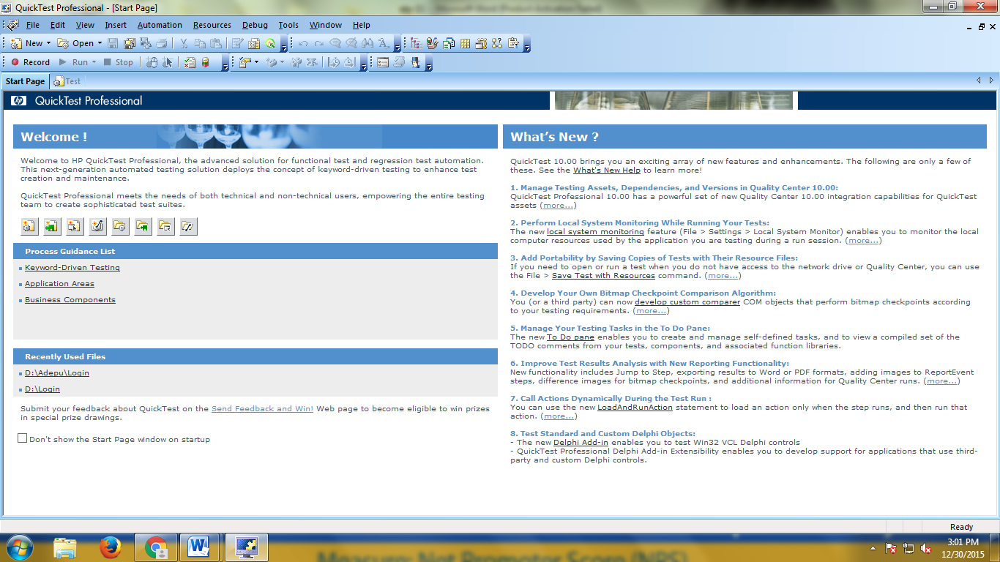 QuickTest Professional - [Start Page]
File Edit View Insert Automation Resources Debug Tools Window Help
New Open
Record Run Stop
Start Page Test
hp QuickTest Professional
Welcome !
Welcome to HP QuickTest Professional, the advanced solution for functional test and regression test automation.
This next-generation automated testing solution deploys the concept of keyword-driven testing to enhance test
creation and maintenance.
QuickTest Professional meets the needs of both technical and non-technical users, empowering the entire testing
team to create sophisticated test suites.
Process Guidance List
Keyword-Driven Testing
Application Areas
Business Components
Recently Used Files
D:\Adepu\Login
D:\Login
Submit your feedback about QuickTest on the Send Feedback and Win! Web page to become eligible to win prizes
in special prize drawings.
Don't show the Start Page window on startup
What's New ?
QuickTest 10.00 brings you an exciting array of new features and enhancements. The following are only a few of
these. See the What's New Help to learn more!
1. Manage Testing Assets, Dependencies, and Versions in Quality Center 10.00:
QuickTest Professional 10.00 has a powerful set of new Quality Center 10.00 integration capabilities for QuickTest
assets (more...)
2. Perform Local System Monitoring While Running Your Tests:
The new local system monitoring feature (File > Settings > Local System Monitor) enables you to monitor the local
computer resources used by the application you are testing during a run session. (more...)
3. Add Portability by Saving Copies of Tests with Their Resource Files:
If you need to open or run a test when you do not have access to the network drive or Quality Center, you can use
the File > Save Test with Resources command. (more...)
4. Develop Your Own Bitmap Checkpoint Comparison Algorithm:
You (or a third party) can now develop custom comparer COM objects that perform bitmap checkpoints according
to your testing requirements. (more...)
5. Manage Your Testing Tasks in the To Do Pane:
The new To Do pane enables you to create and manage self-defined tasks, and to view a compiled set of the
TODO comments from your tests, components, and associated function libraries.
6. Improve Test Results Analysis with New Reporting Functionality:
New functionality includes Jump to Step, exporting results to Word or PDF formats, adding images to ReportEvent
steps, difference images for bitmap checkpoints, and additional information for Quality Center runs. (more...)
7. Call Actions Dynamically During the Test Run :
You can use the new LoadAndRunAction statement to load an action only when the step runs, and then run that
action. (more...)
8. Test Standard and Custom Delphi Objects:
- The new Delphi Add-in enables you to test Win32 VCL Delphi controls
- QuickTest Professional Delphi Add-in Extensibility enables you to develop support for applications that use third-
party and custom Delphi controls.
Ready
3:01 PM
12/30/2015